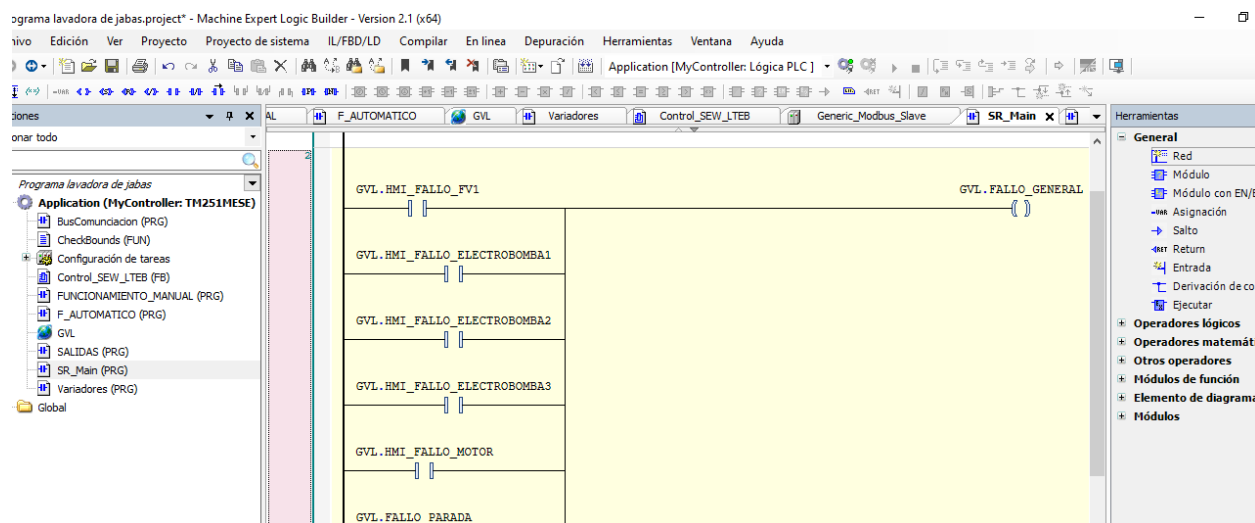 ograma lavadora de jabas.project* - Machine Expert Logic Builder - Version 2.1 (x64)
Edición Ver Proyecto Proyecto de sistema IL/FBD/LD Compilar En linea Depuración Herramientas Ventana Ayuda
Application [MyController: Lógica PLC]
ciones
AL F_AUTOMATICO GVL Variadores Control_SEW_LTEB Generic_Modbus_Slave SR_Main
Herramientas
onar todo
Programa lavadora de jabas
Application (MyController: TM251MESE)
BusComunciacion (PRG)
CheckBounds (FUN)
Configuración de tareas
Control_SEW_LTEB (FB)
FUNCIONAMIENTO_MANUAL (PRG)
F_AUTOMATICO (PRG)
GVL
SALIDAS (PRG)
SR_Main (PRG)
Variadores (PRG)
Global
2
GVL.HMI_FALLO_FV1
GVL.FALLO_GENERAL
GVL.HMI_FALLO_ELECTROBOMBA1
GVL.HMI_FALLO_ELECTROBOMBA2
GVL.HMI_FALLO_ELECTROBOMBA3
GVL.HMI_FALLO_MOTOR
GVL.FALLO_PARADA
General
Red
Módulo
Módulo con EN/E
Asignación
Salto
Return
Entrada
Derivación de co
Ejecutar
Operadores lógicos
Operadores matemáti
Otros operadores
Módulos de función
Elemento de diagrama
Módulos